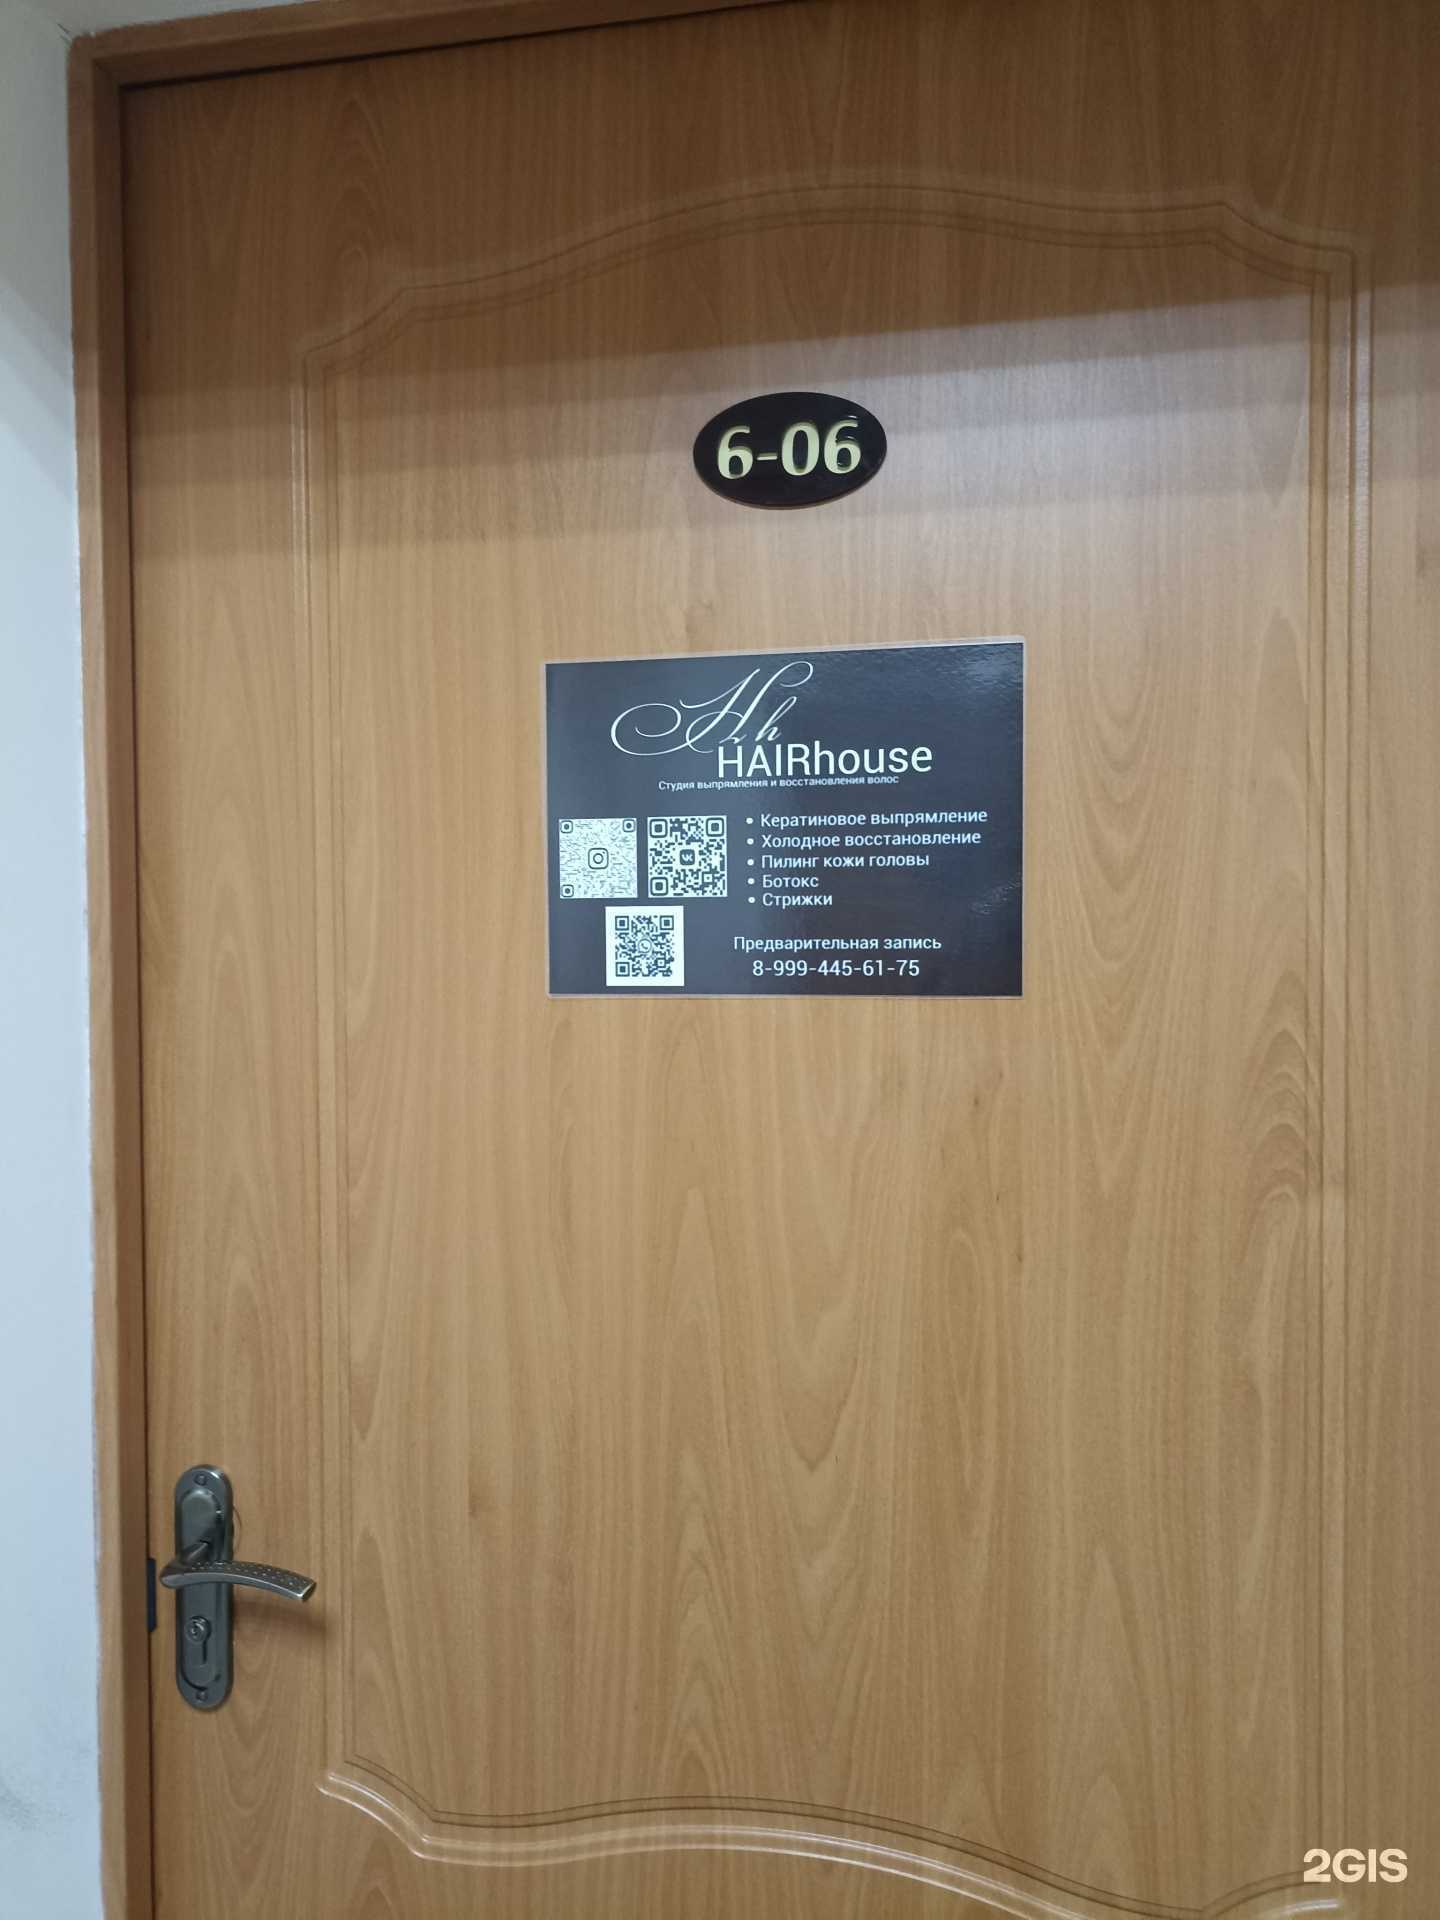 6-06
Hh
HAIRhouse
Студия выпрямления и восстановления волос
• Кератиновое выпрямление
• Холодное восстановление
• Пилинг кожи головы
• Ботокс
• Стрижки
Предварительная запись
8-999-445-61-75
2GIS